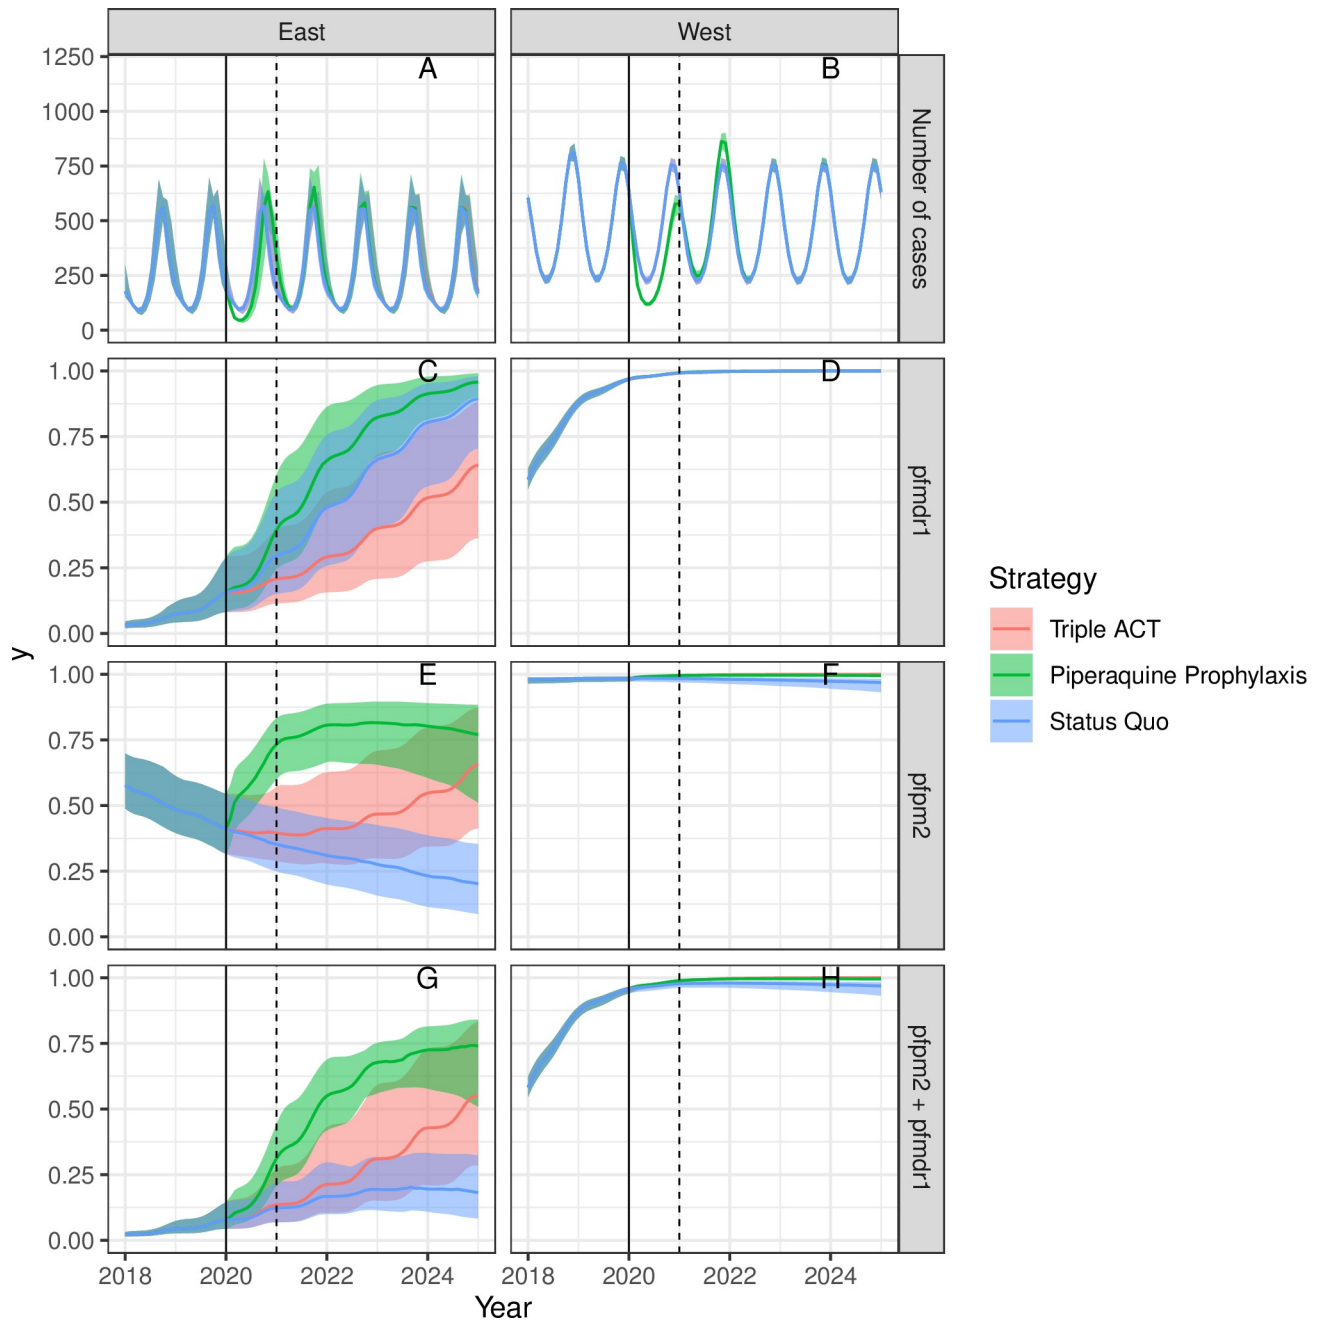 East
West
1250
1000
750
500
250
0
A
B
Number of cases
1.00
0.75
0.50
0.25
0.00
C
D
pfmdr1
1.00
0.75
0.50
0.25
0.00
E
F
pfpm2
1.00
0.75
0.50
0.25
0.00
G
H
pfpm2 + pfmdr1
2018 2020 2022 2024
2018 2020 2022 2024
Year
y
Strategy
Triple ACT
Piperaquine Prophylaxis
Status Quo